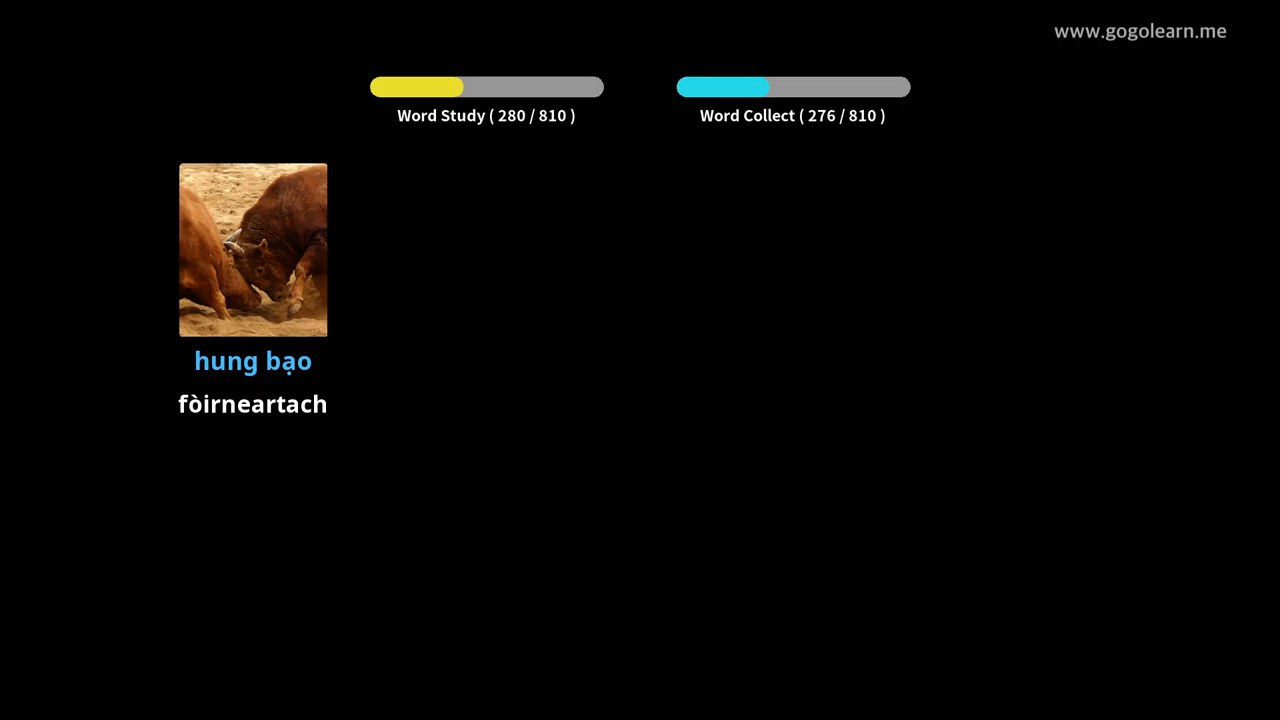 www.gogolearn.me
Word Study ( 280 / 810 )
Word Collect ( 276 / 810 )
hung bạo
fòirneartach